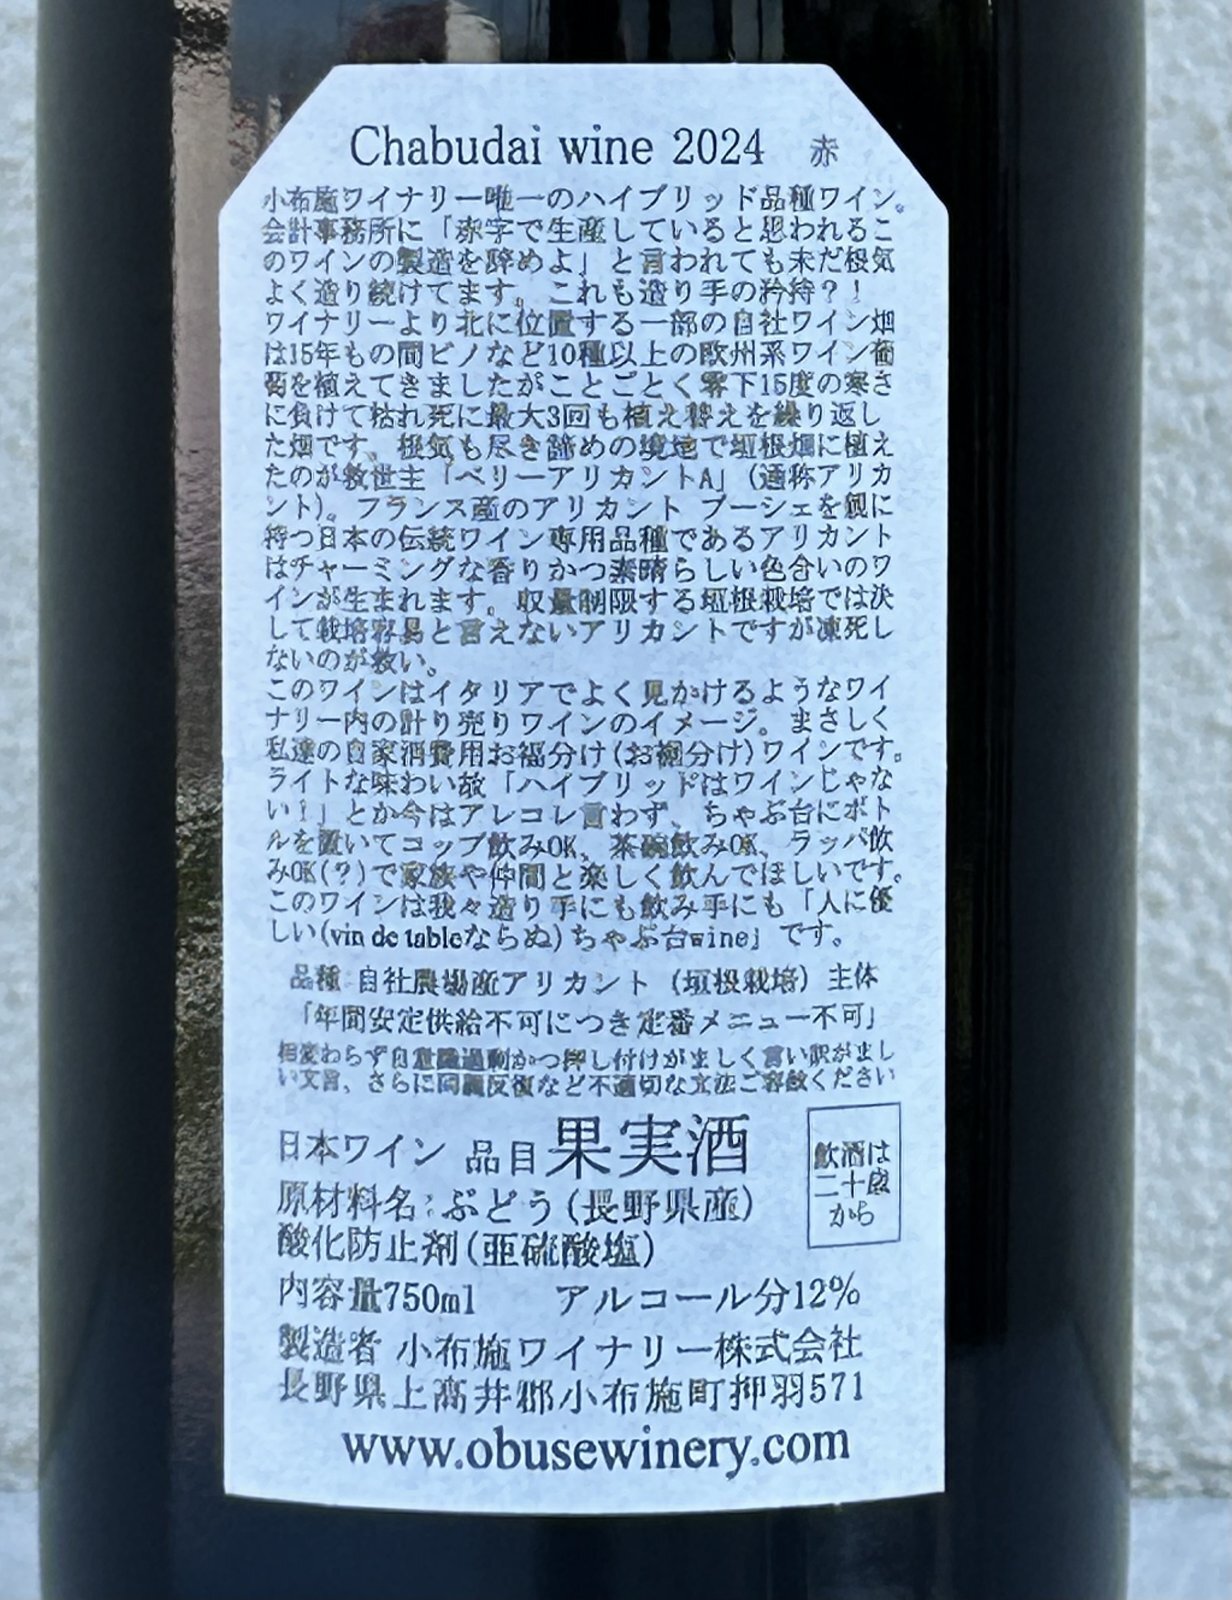 Chabudai wine 2024 赤
小布施ワイナリー唯一のハイブリッド品種ワイン。
会計事務所に「赤字で生産していると思われるこ
のワインの製造を辞めよ」と言われても未だ根気
よく造り続けてます。これも造り手の矜持?!
ワイナリーより北に位置する一部の自社ワイン畑
は15年もの間ピノなど10種以上の欧州系ワイン葡
萄を植えてきましたがことごとく零下15度の寒さ
に負けて枯れ死に最大3回も植え替えを繰り返し
た畑です。根気も尽き諦めの境地で垣根畑に植え
たのが救世主「ベリーアリカントA」(通称アリカ
ント)。フランス産のアリカント ブーシェを親に
持つ日本の伝統ワイン専用品種であるアリカント
はチャーミングな香りかつ素晴らしい色合いのワ
インが生まれます。収量制限する垣根栽培では決
して栽培容易と言えないアリカントですが凍死し
ないのが救い。
このワインはイタリアでよく見かけるようなワイ
ナリー内の計り売りワインのイメージ。まさしく
私達の自家消費用お福分け(お裾分け)ワインです。
ライトな味わい故「ハイブリッドはワインじゃな
い!」とか今はアレコレ言わず、ちゃぶ台にボト
ルを置いてコップ飲みOK、茶碗飲みOK、ラッパ飲
みOK(?)で家族や仲間と楽しく飲んでほしいです。
このワインは我々造り手にも飲み手にも「人に優
しい(vin de tableならぬ)ちゃぶ台wine」です。
品種:自社農場産アリカント (垣根栽培) 主体
「年間安定供給不可につき定番メニュー不可」
相変わらず自意識過剰かつ押し付けがましく言い訳がまし
い文言、さらに同義反復など不適切な文法ご容赦ください
日本ワイン 品目果実酒
原材料名:ぶどう(長野県産)
酸化防止剤(亜硫酸塩)
飲酒は
二十歳
から
内容量750ml アルコール分12%
製造者 小布施ワイナリー株式会社
長野県上高井郡小布施町押羽571
www.obusewinery.com